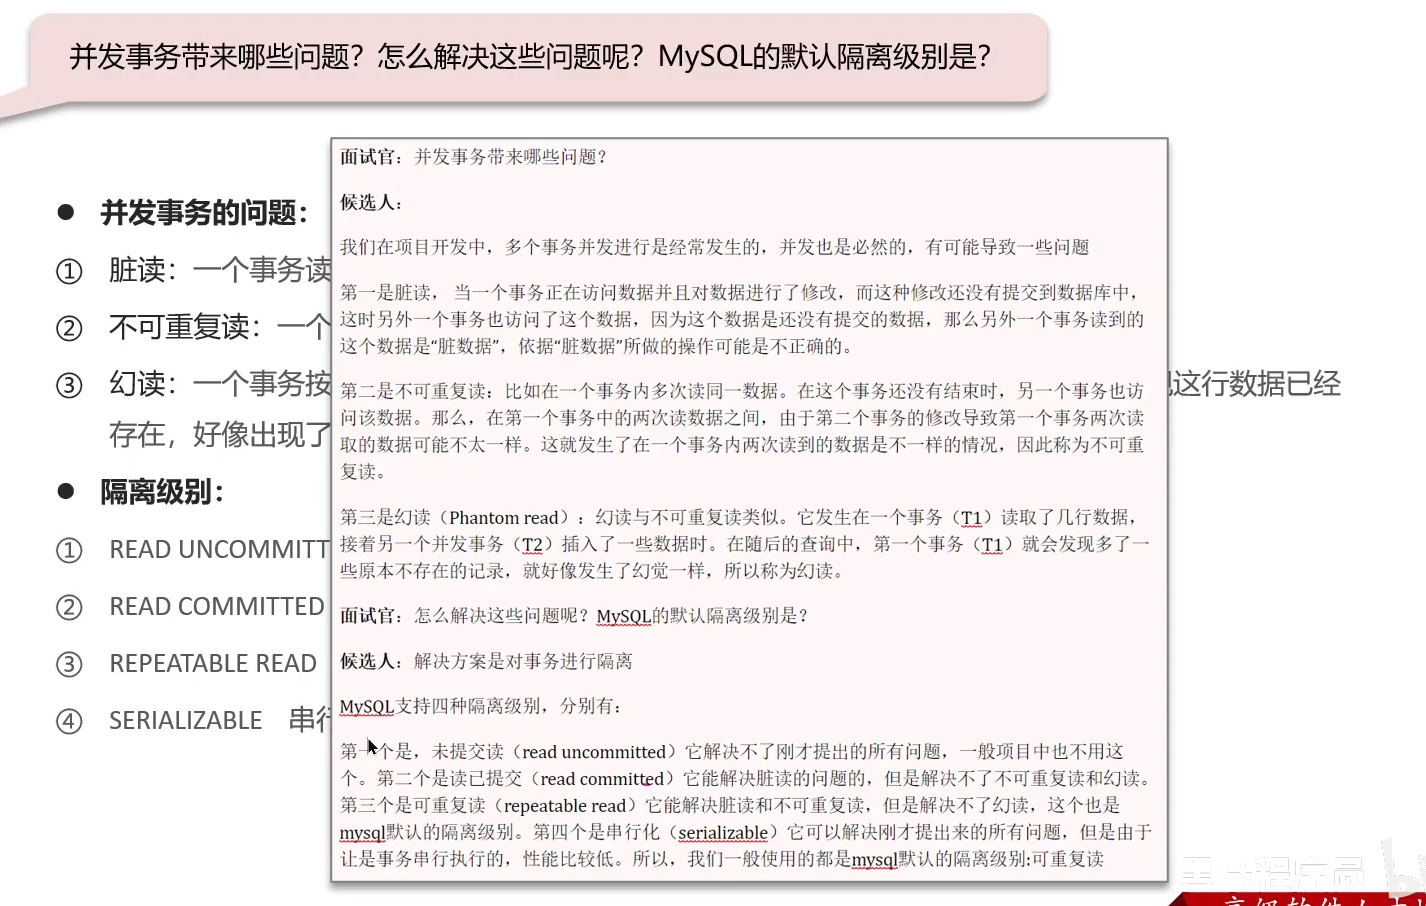 并发事务带来哪些问题？怎么解决这些问题呢？MySQL的默认隔离级别是？
● 并发事务的问题：
① 脏读：一个事务读
② 不可重复读：一个
③ 幻读：一个事务按
这行数据已经
存在，好像出现了
● 隔离级别：
① READ UNCOMMITT
② READ COMMITTED
③ REPEATABLE READ
④ SERIALIZABLE 串行
面试官：并发事务带来哪些问题？
候选人：
我们在项目开发中，多个事务并发进行是经常发生的，并发也是必然的，有可能导致一些问题
第一是脏读， 当一个事务正在访问数据并且对数据进行了修改，而这种修改还没有提交到数据库中，
这时另外一个事务也访问了这个数据，因为这个数据是还没有提交的数据，那么另外一个事务读到的
这个数据是“脏数据”，依据“脏数据”所做的操作可能是不正确的。
第二是不可重复读：比如在一个事务内多次读同一数据。在这个事务还没有结束时，另一个事务也访
问该数据。那么，在第一个事务中的两次读数据之间，由于第二个事务的修改导致第一个事务两次读
取的数据可能不太一样。这就发生了在一个事务内两次读到的数据是不一样的情况，因此称为不可重
复读。
第三是幻读（Phantom read）：幻读与不可重复读类似。它发生在一个事务（T1）读取了几行数据，
接着另一个并发事务（T2）插入了一些数据时。在随后的查询中，第一个事务（T1）就会发现多了一
些原本不存在的记录，就好像发生了幻觉一样，所以称为幻读。
面试官：怎么解决这些问题呢？MySQL的默认隔离级别是？
候选人：解决方案是对事务进行隔离
MySQL支持四种隔离级别，分别有：
第一个是，未提交读（read uncommitted）它解决不了刚才提出的所有问题，一般项目中也不用这
个。第二个是读已提交（read committed）它能解决脏读的问题的，但是解决不了不可重复读和幻读。
第三个是可重复读（repeatable read）它能解决脏读和不可重复读，但是解决不了幻读，这个也是
mysql默认的隔离级别。第四个是串行化（serializable）它可以解决刚才提出来的所有问题，但是由于
让是事务串行执行的，性能比较低。所以，我们一般使用的都是mysql默认的隔离级别:可重复读